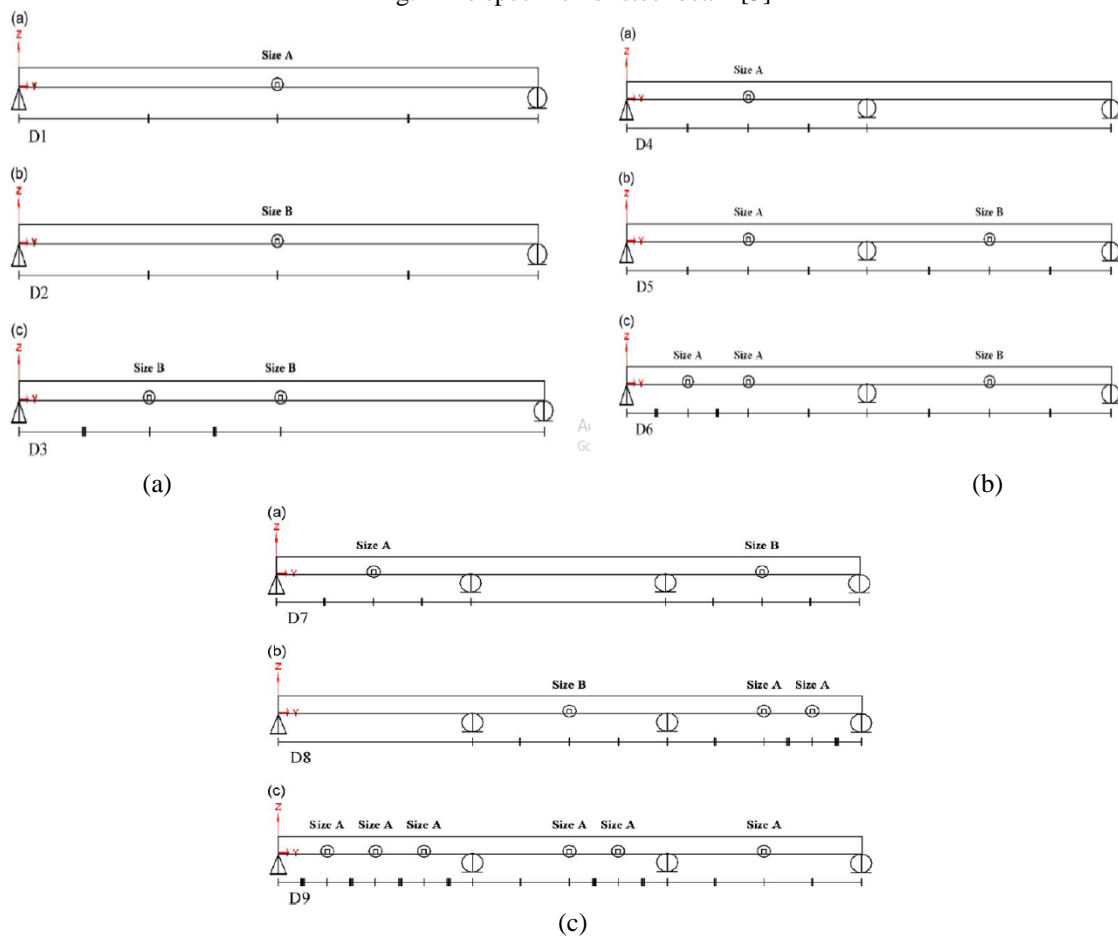 (a)
Z
Size A
Y
D1
(b)
Z
Size B
Y
D2
(c)
Z
Size B Size B
Y
D3
(a)
(a)
Z
Size A
Y
D4
(b)
Z
Size A Size B
Y
D5
(c)
Z
Size A Size A Size B
Y
D6
(b)
(a)
Z
Size A Size B
Y
D7
(b)
Z
Size B Size A Size A
Y
D8
(c)
Z
Size A Size A Size A Size A Size A Size A
Y
D9
(c)